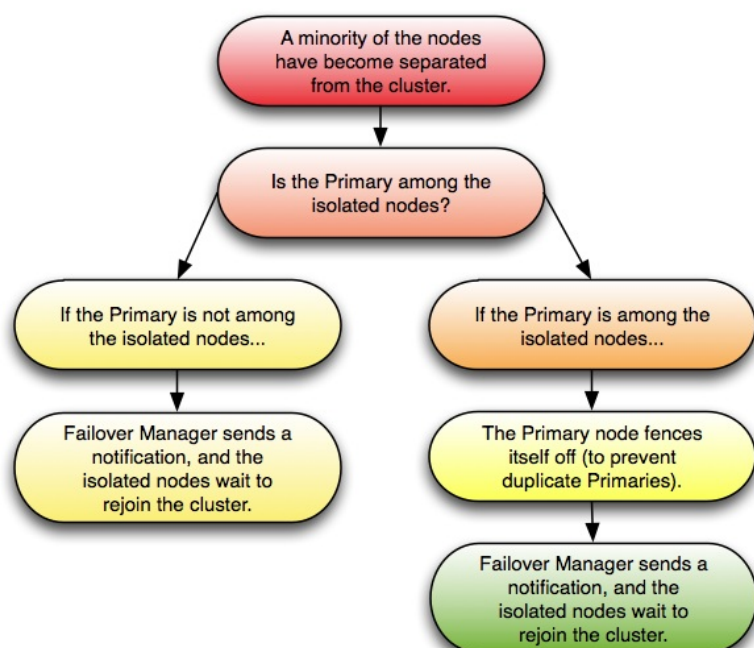 A minority of the nodes
have become separated
from the cluster.
Is the Primary among the
isolated nodes?
If the Primary is not among
the isolated nodes...
If the Primary is among the
isolated nodes...
Failover Manager sends a
notification, and the
isolated nodes wait to
rejoin the cluster.
The Primary node fences
itself off (to prevent
duplicate Primaries).
Failover Manager sends a
notification, and the
isolated nodes wait to
rejoin the cluster.